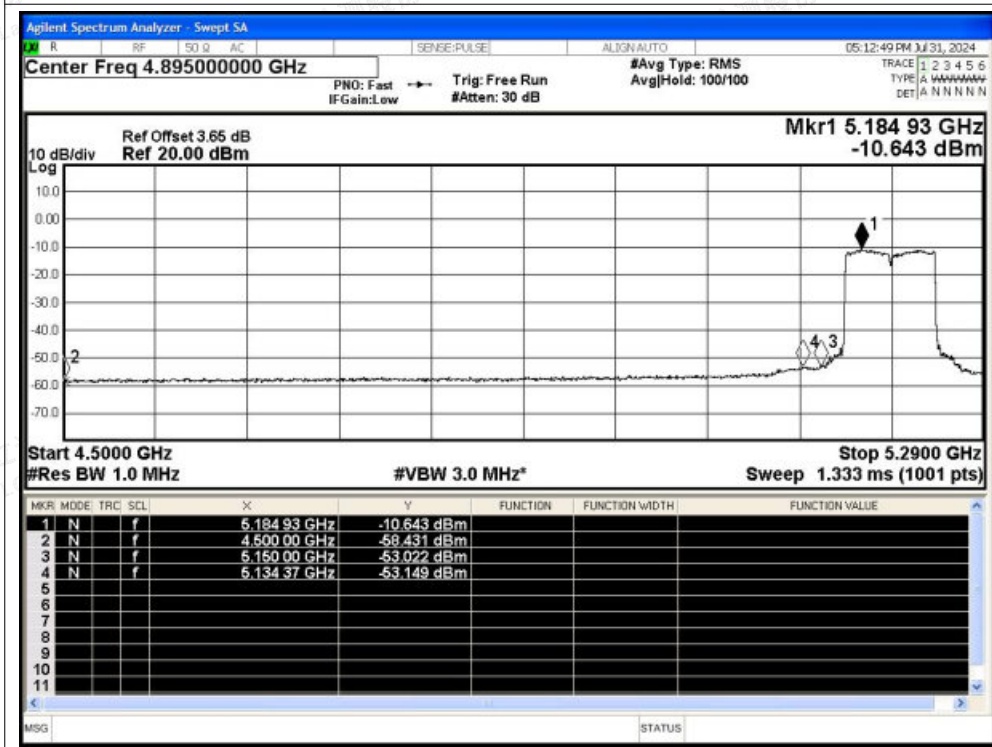 Agilent Spectrum Analyzer - Swept SA
R RF 50 Ω AC SENSE:PULSE ALIGN AUTO 05:12:49 PM Jul 31, 2024
Center Freq 4.895000000 GHz
PNO: Fast
IFGain:Low
Trig: Free Run
#Atten: 30 dB
#Avg Type: RMS
Avg|Hold: 100/100
TRACE 1 2 3 4 5 6
TYPE A WWWWW
DET A N N N N N
Mkr1 5.184 93 GHz
-10.643 dBm
Ref Offset 3.65 dB
10 dB/div Ref 20.00 dBm
Log
10.0
0.00
-10.0
-20.0
-30.0
-40.0
-50.0
-60.0
-70.0
1
2
4 3
Start 4.5000 GHz Stop 5.2900 GHz
#Res BW 1.0 MHz #VBW 3.0 MHz* Sweep 1.333 ms (1001 pts)
MKR MODE TRC SCL X Y FUNCTION FUNCTION WIDTH FUNCTION VALUE
1 N f 5.184 93 GHz -10.643 dBm
2 N f 4.500 00 GHz -58.431 dBm
3 N f 5.150 00 GHz -53.022 dBm
4 N f 5.134 37 GHz -53.149 dBm
5
6
7
8
9
10
11
MSG STATUS